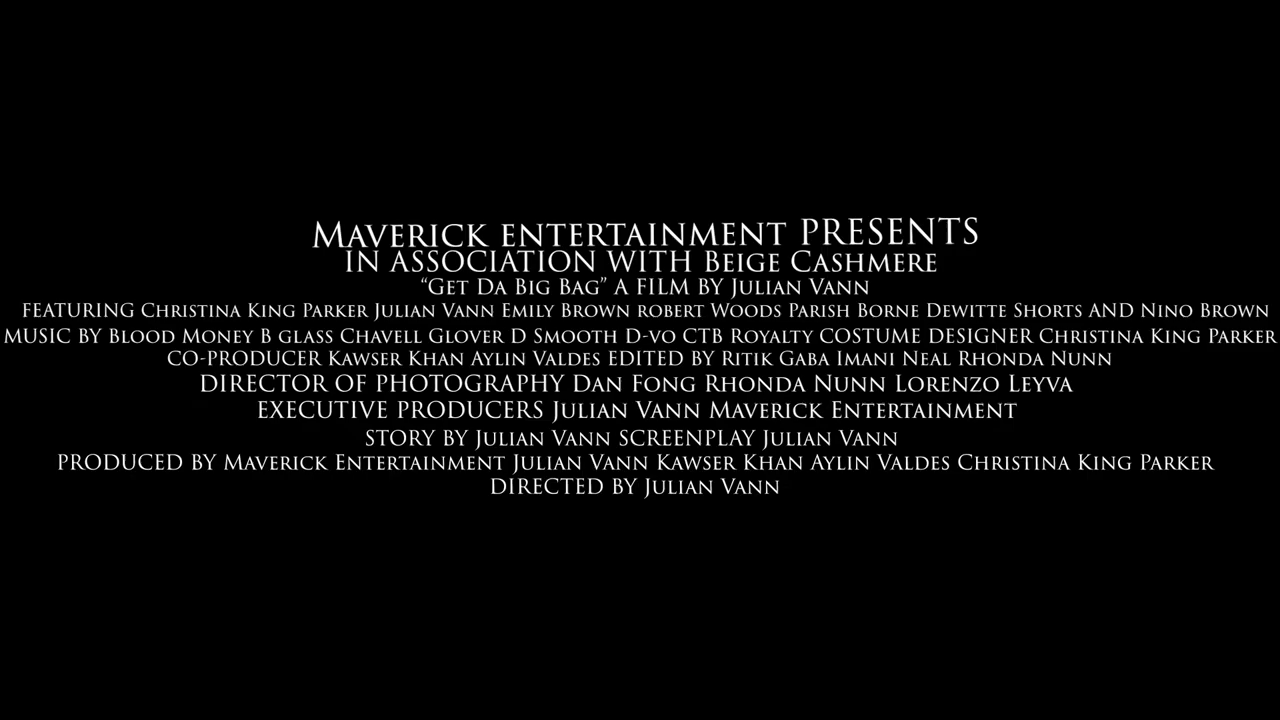 Maverick entertainment PRESENTS
IN ASSOCIATION WITH Beige Cashmere
“Get Da Big Bag” A FILM BY Julian Vann
FEATURING Christina King Parker Julian Vann Emily Brown robert Woods Parish Borne Dewitte Shorts AND Nino Brown
MUSIC BY Blood Money B glass Chavell Glover D Smooth D-vo CTB Royalty COSTUME DESIGNER Christina King Parker
CO-PRODUCER Kawser Khan Aylin Valdes EDITED BY Ritik Gaba Imani Neal Rhonda Nunn
DIRECTOR OF PHOTOGRAPHY Dan Fong Rhonda Nunn Lorenzo Leyva
EXECUTIVE PRODUCERS Julian Vann Maverick Entertainment
STORY BY Julian Vann SCREENPLAY Julian Vann
PRODUCED BY Maverick Entertainment Julian Vann Kawser Khan Aylin Valdes Christina King Parker
DIRECTED BY Julian Vann